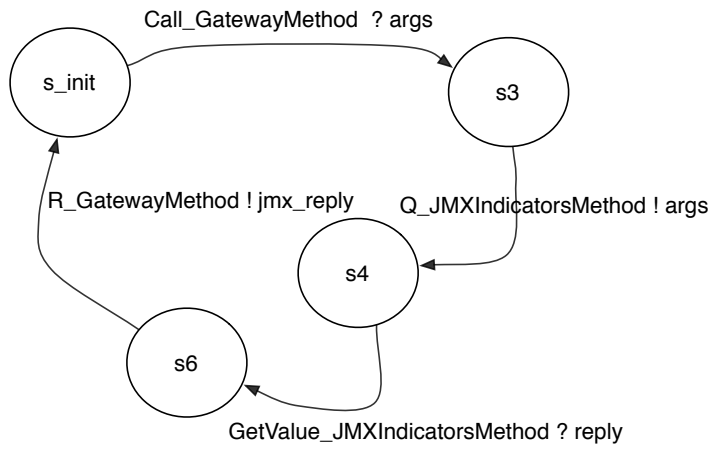 Call_GatewayMethod ? args
s_init
s3
R_GatewayMethod ! jmx_reply
Q_JMXIndicatorsMethod ! args
s4
s6
GetValue_JMXIndicatorsMethod ? reply